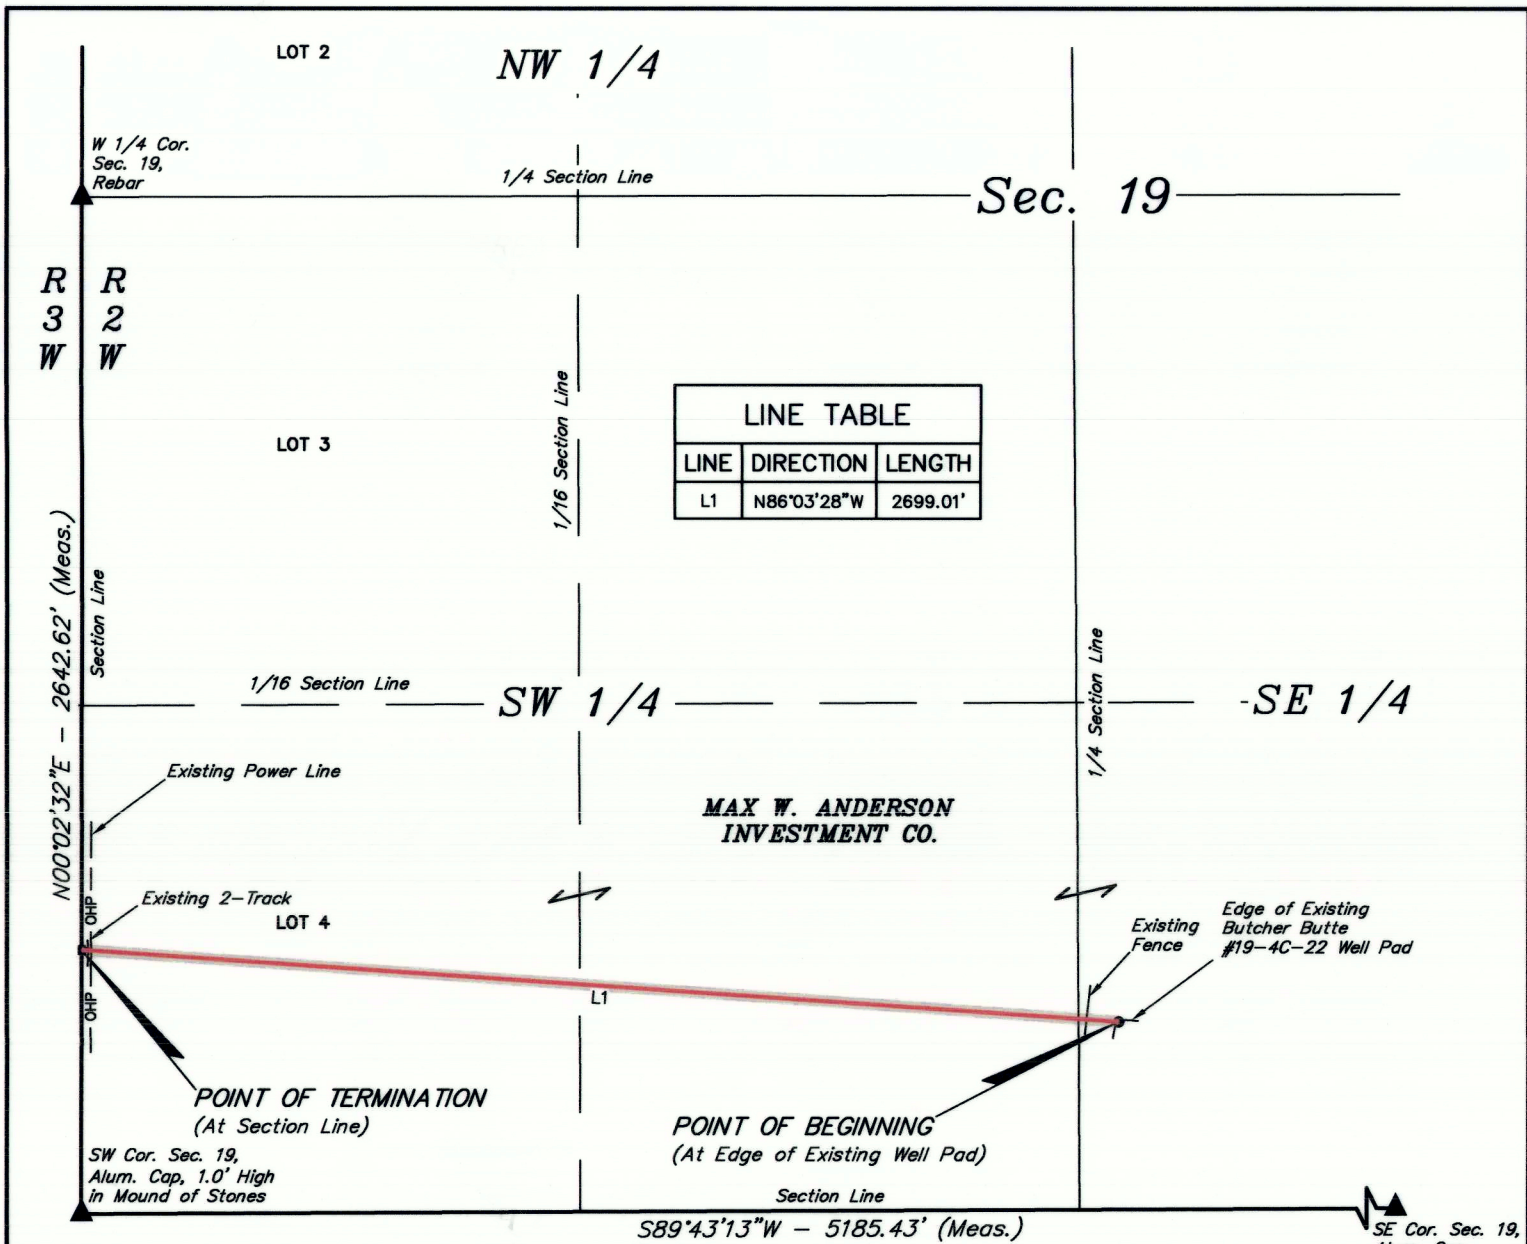 LOT 2
NW 1/4
W 1/4 Cor.
Sec. 19,
Rebar
1/4 Section Line
Sec. 19
R R
3 2
W W
1/16 Section Line
LINE TABLE
LINE DIRECTION LENGTH
L1 N86°03'28"W 2699.01'
LOT 3
N00°02'32"E - 2642.62' (Meas.)
Section Line
1/16 Section Line
SW 1/4
1/4 Section Line
SE 1/4
Existing Power Line
MAX W. ANDERSON
INVESTMENT CO.
Existing 2-Track
OHP
LOT 4
Existing
Fence
Edge of Existing
Butcher Butte
#19-4C-22 Well Pad
L1
OHP
POINT OF TERMINATION
(At Section Line)
POINT OF BEGINNING
(At Edge of Existing Well Pad)
SW Cor. Sec. 19,
Alum. Cap, 1.0' High
in Mound of Stones
Section Line
S89°43'13"W - 5185.43' (Meas.)
SE Cor. Sec. 19,